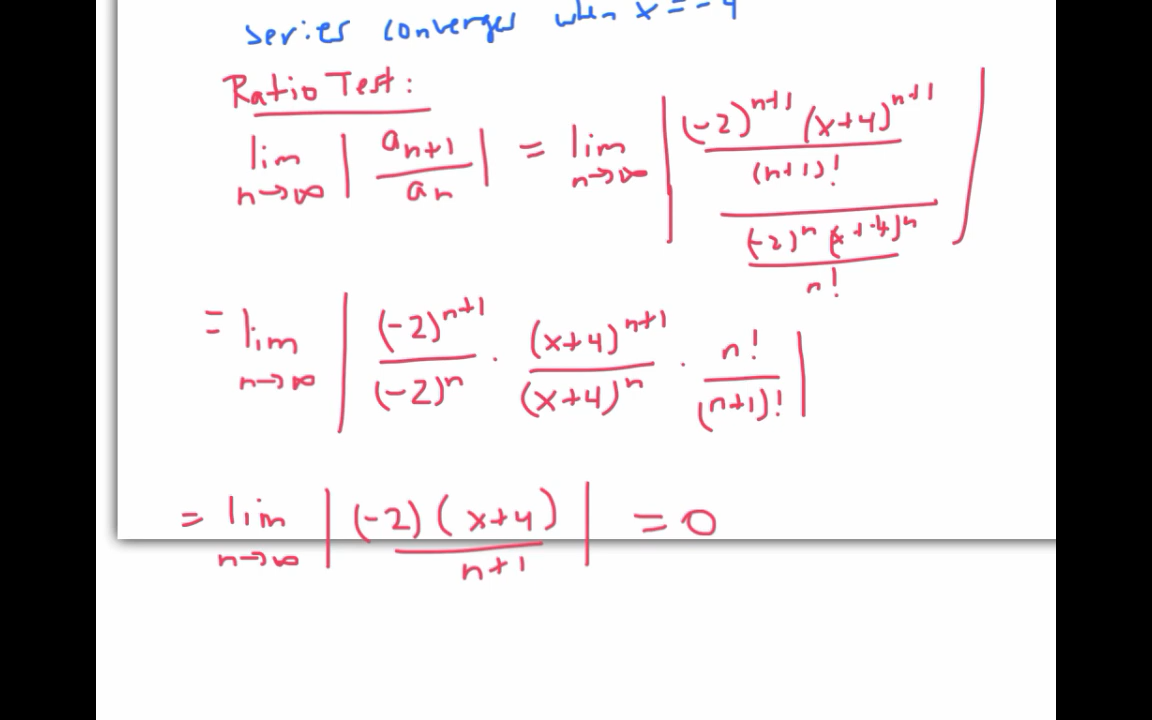 series converges when x = -4
Ratio Test:
lim n→∞ | a_{n+1} / a_n | = lim n→∞ | ((-2)^{n+1} (x+4)^{n+1} / (n+1)!) / ((-2)^n (x+4)^n / n!) |
= lim n→∞ | (-2)^{n+1} / (-2)^n · (x+4)^{n+1} / (x+4)^n · n! / (n+1)! |
= lim n→∞ | (-2)(x+4) / n+1 | = 0